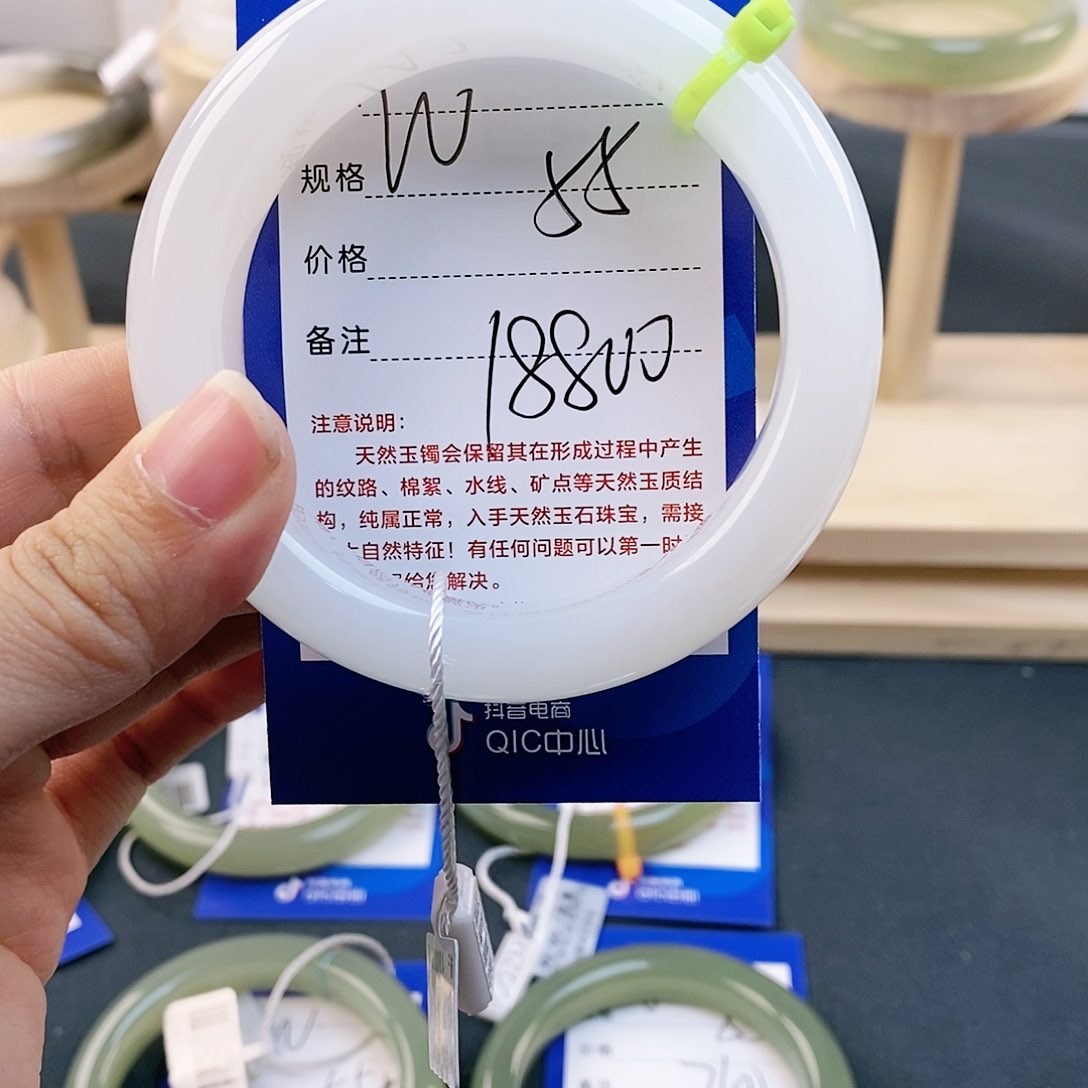 W
规格 88
价格
备注 18800
注意说明：
天然玉镯会保留其在形成过程中产生
的纹路、棉絮、水线、矿点等天然玉质结
构，纯属正常，入手天然玉石珠宝，需接
自然特征！有任何问题可以第一时
给您解决。
抖音电商
QIC中心